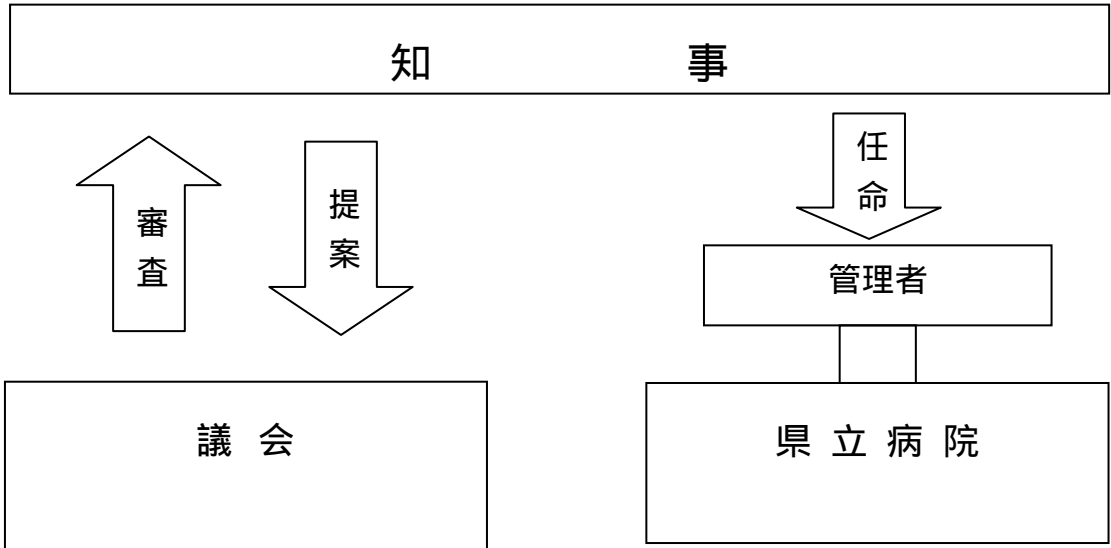 知 事
審査
提案
任命
管理者
議 会
県 立 病 院